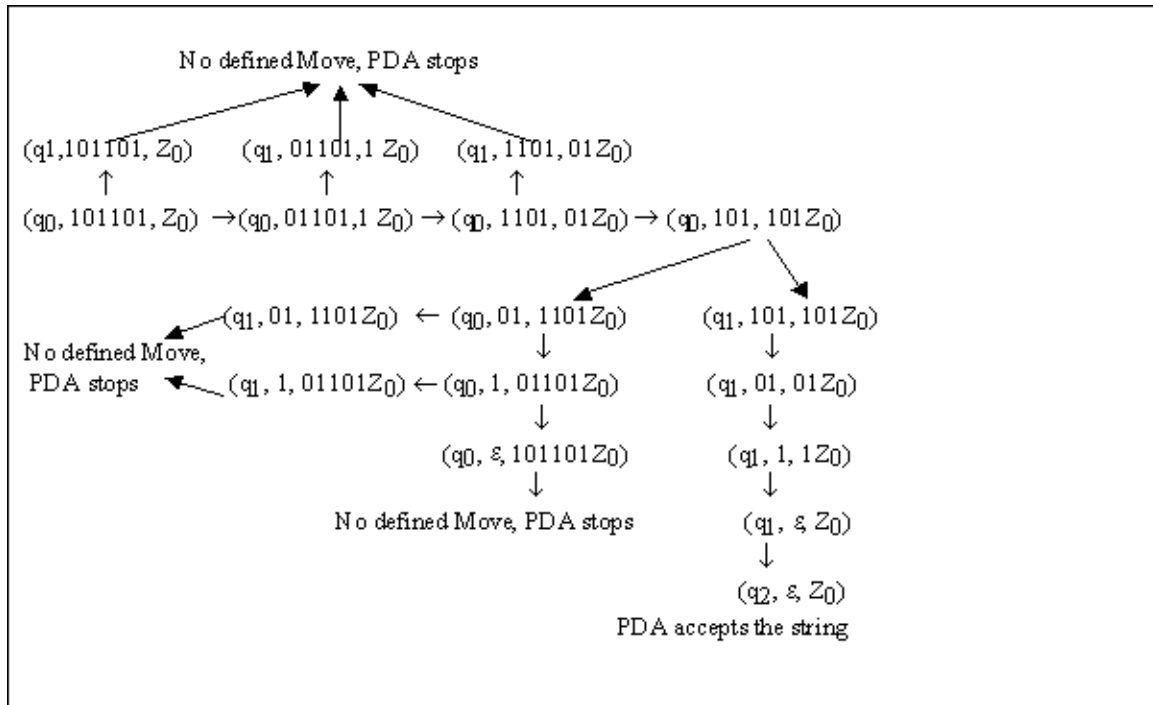 No defined Move, PDA stops
(q1,101101, Z0) (q1, 01101,1 Z0) (q1, 1101, 01Z0)
↑ ↑ ↑
(q0, 101101, Z0) →(q0, 01101,1 Z0) → (q0, 1101, 01Z0) → (q0, 101, 101Z0)
(q1, 01, 1101Z0) ← (q0, 01, 1101Z0) (q1, 101, 101Z0)
No defined Move,
↓ ↓
PDA stops (q1, 1, 01101Z0) ← (q0, 1, 01101Z0) (q1, 01, 01Z0)
↓ ↓
(q0, ε, 101101Z0) (q1, 1, 1Z0)
↓ ↓
No defined Move, PDA stops (q1, ε, Z0)
↓
(q2, ε, Z0)
PDA accepts the string